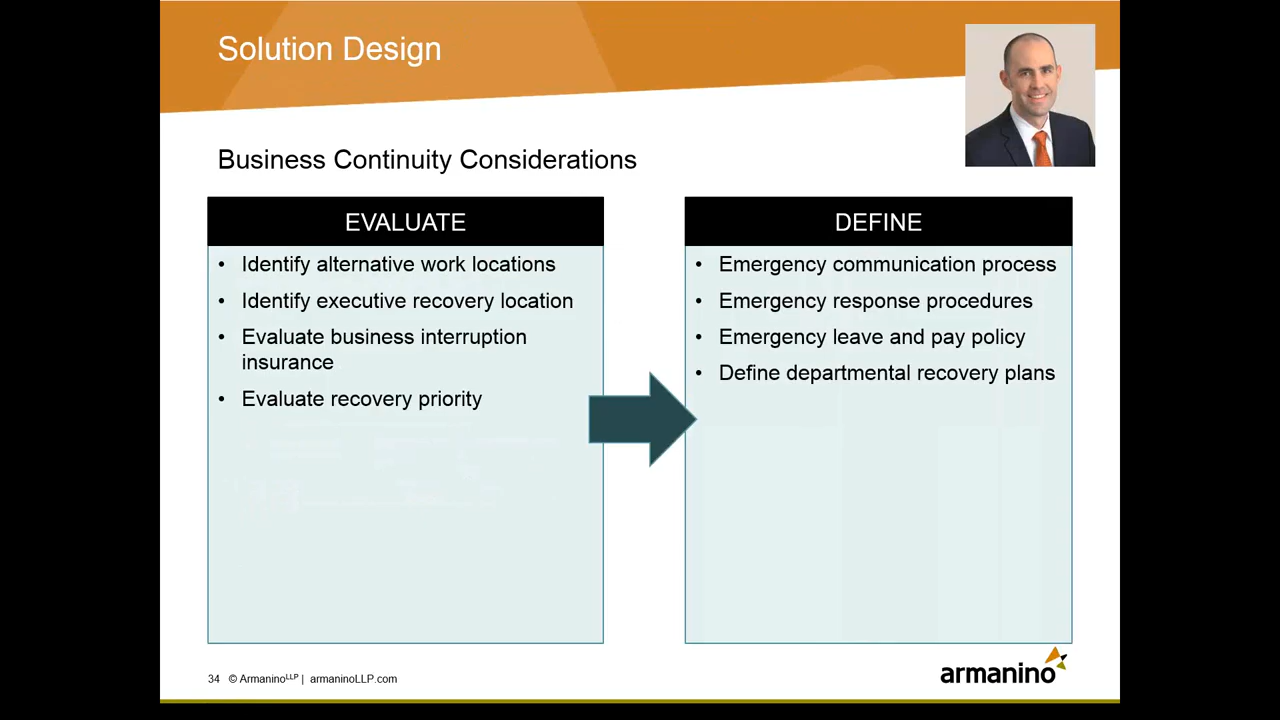 Solution Design
Business Continuity Considerations
EVALUATE
• Identify alternative work locations
• Identify executive recovery location
• Evaluate business interruption
insurance
• Evaluate recovery priority
DEFINE
• Emergency communication process
• Emergency response procedures
• Emergency leave and pay policy
• Define departmental recovery plans
34 © ArmaninoLLP | armaninoLLP.com
armanino